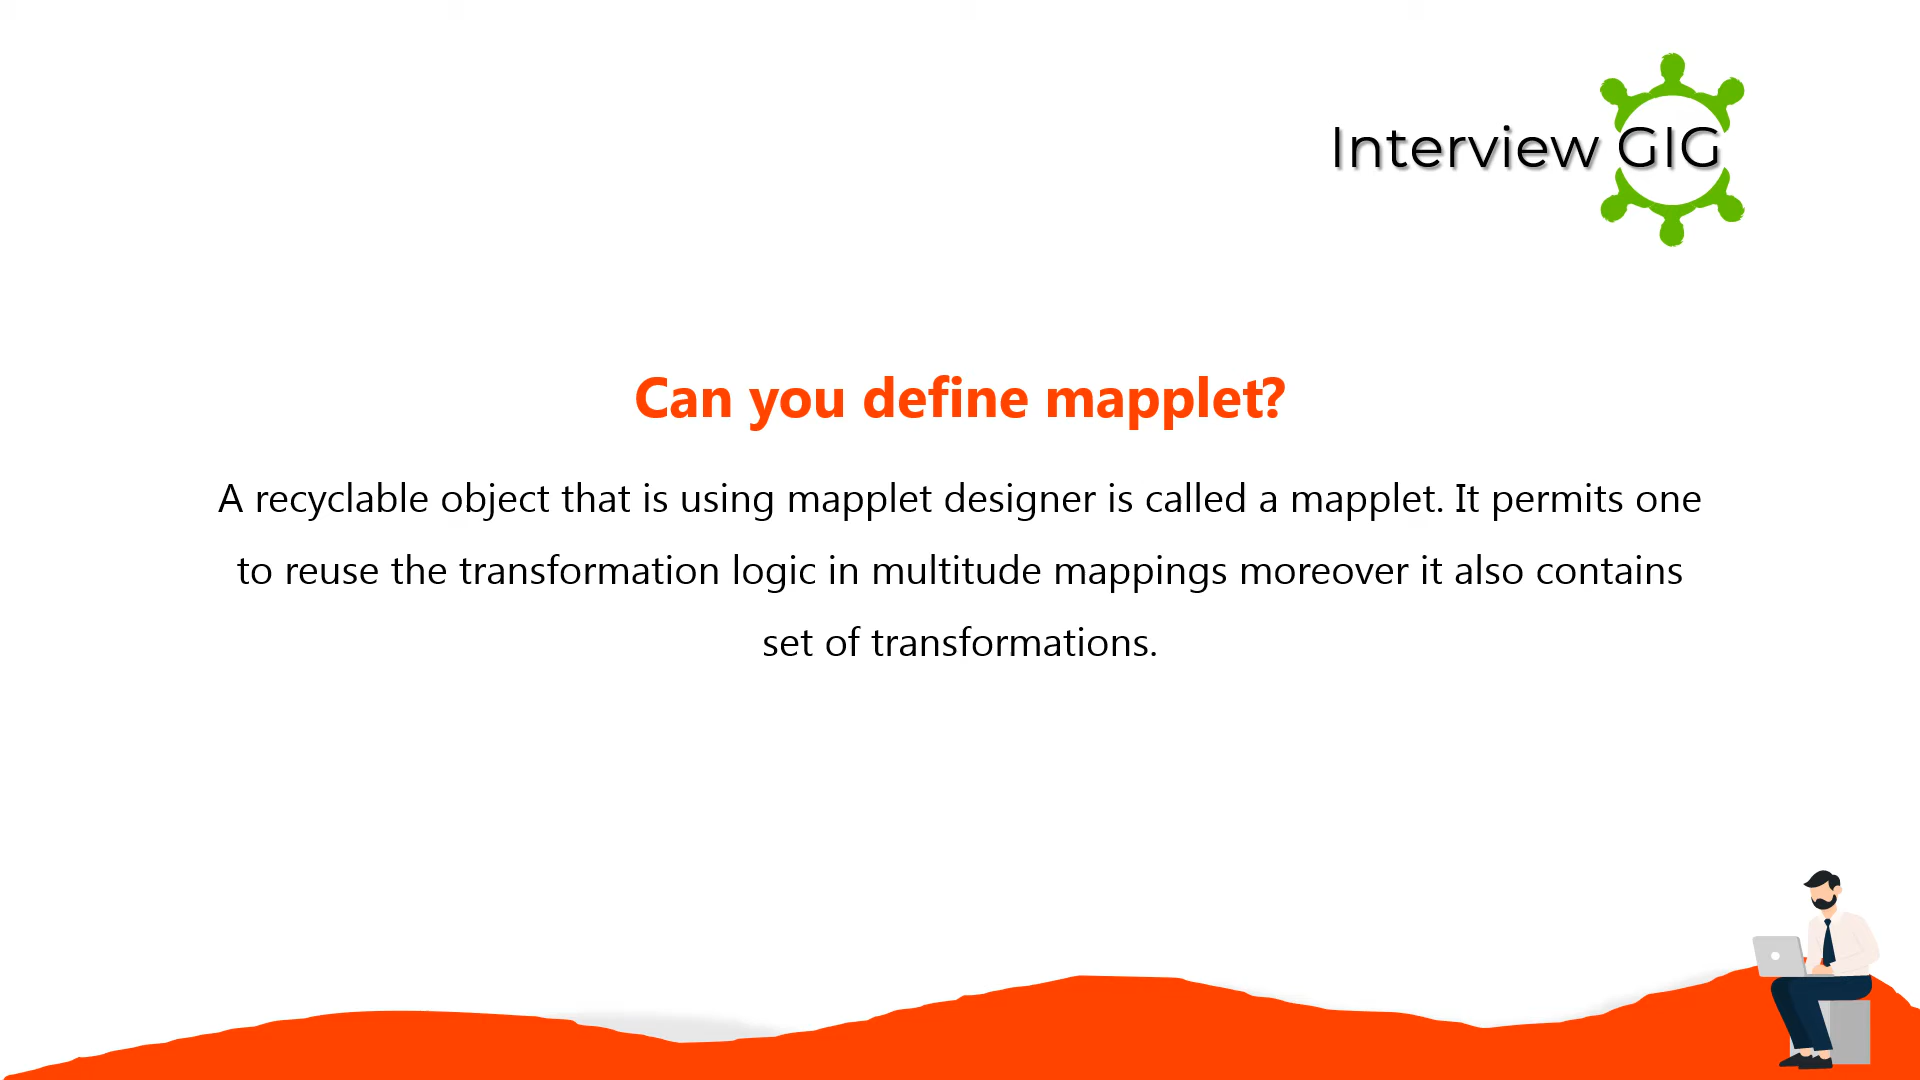 Interview GIG
Can you define mapplet?
A recyclable object that is using mapplet designer is called a mapplet. It permits one
to reuse the transformation logic in multitude mappings moreover it also contains
set of transformations.